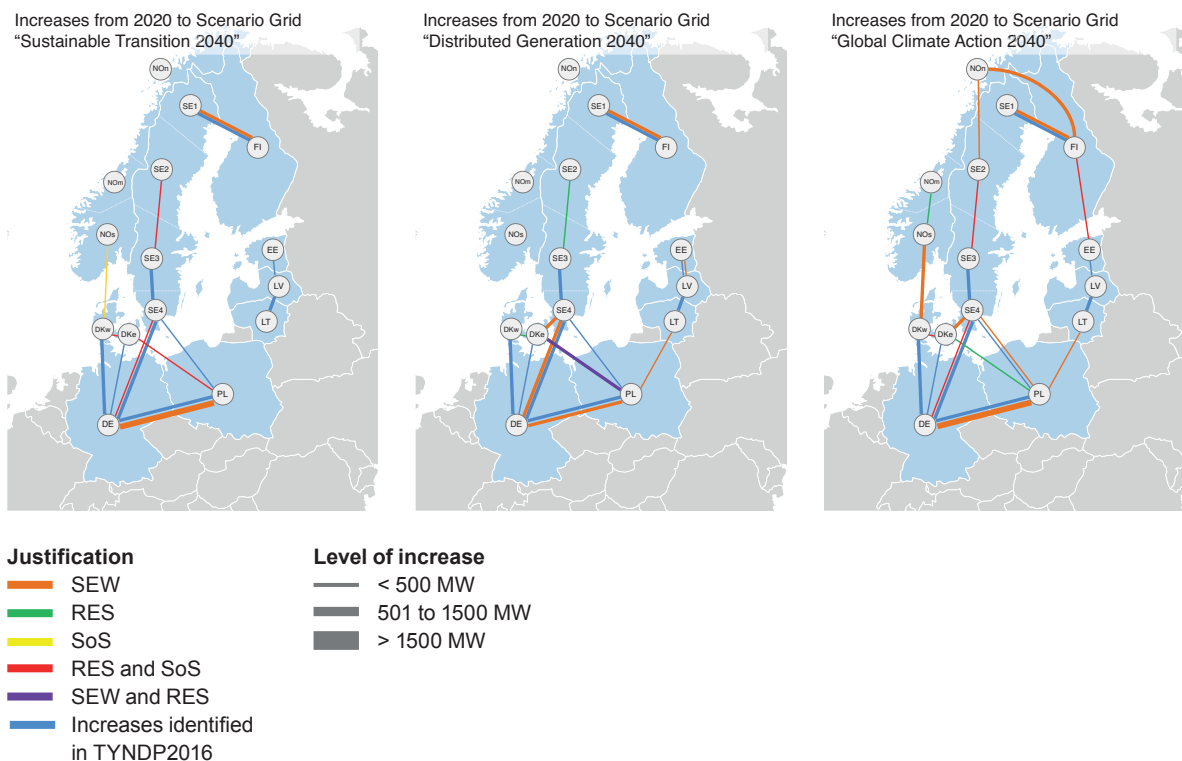 Increases from 2020 to Scenario Grid
“Sustainable Transition 2040”
NOn
SE1
FI
SE2
NOm
NOs
SE3
EE
LV
SE4
LT
DKw
DKe
PL
DE
Increases from 2020 to Scenario Grid
“Distributed Generation 2040”
NOn
SE1
FI
SE2
NOm
NOs
SE3
EE
LV
SE4
LT
DKw
DKe
PL
DE
Increases from 2020 to Scenario Grid
“Global Climate Action 2040”
NOn
SE1
FI
SE2
NOm
NOs
SE3
EE
LV
SE4
LT
DKw
DKe
PL
DE
Justification
SEW
RES
SoS
RES and SoS
SEW and RES
Increases identified
in TYNDP2016
Level of increase
< 500 MW
501 to 1500 MW
> 1500 MW